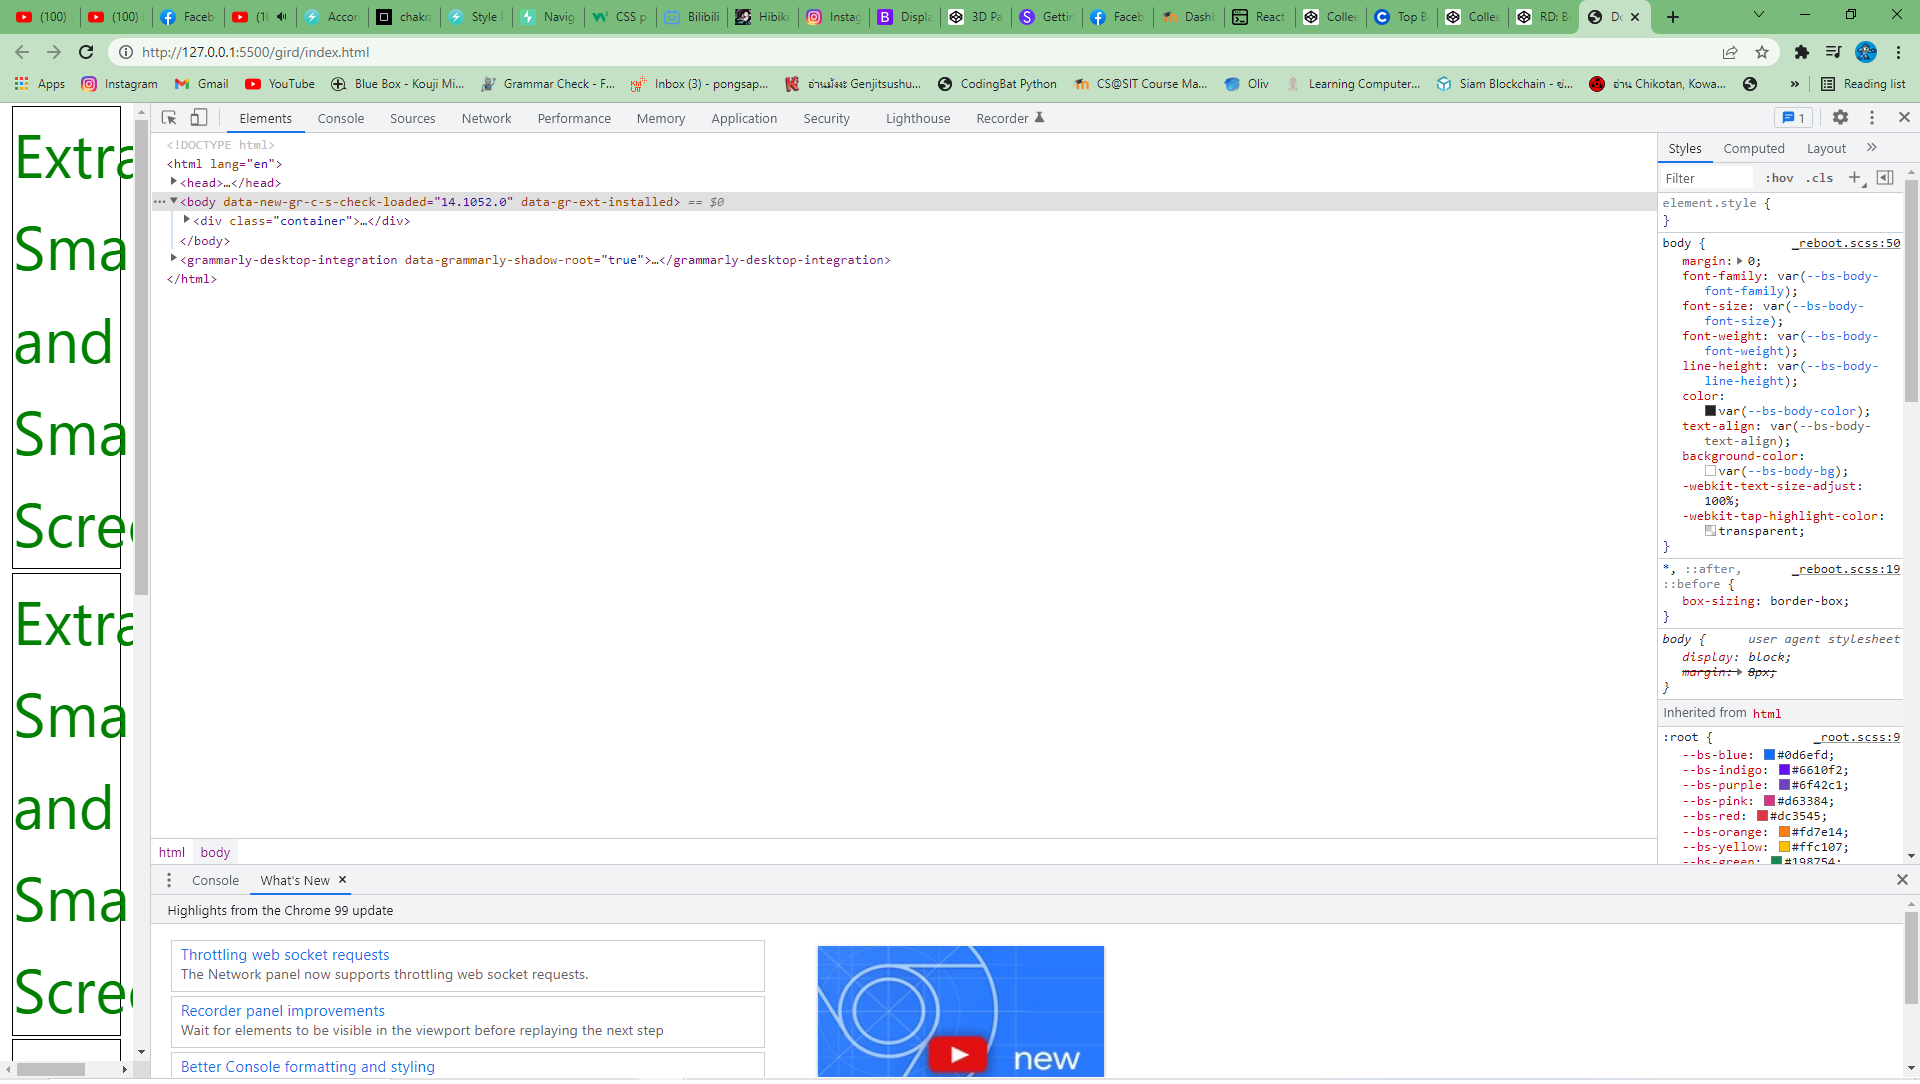 (100)
(100)
Faceb
(10
Accor
chakra
Style
Navig
CSS p
Bilibili
Hibike
Instag
Displa
3D Pa
Gettin
Faceb
Dashb
React
Collee
Top B
Collee
RD: B
Do
http://127.0.0.1:5500/gird/index.html
Apps
Instagram
Gmail
YouTube
Blue Box - Kouji Mi...
Grammar Check - F...
Inbox (3) - pongsap...
อ่านมังงะ Genjitsushu...
CodingBat Python
CS@SIT Course Ma...
Oliv
Learning Computer...
Siam Blockchain - ข่...
อ่าน Chikotan, Kowa...
»
Reading list
Extra
Sma
and
Sma
Scree
Extra
Sma
and
Sma
Scree
Elements
Console
Sources
Network
Performance
Memory
Application
Security
Lighthouse
Recorder
1
<!DOCTYPE html>
<html lang="en">
<head>…</head>
<body data-new-gr-c-s-check-loaded="14.1052.0" data-gr-ext-installed> == $0
<div class="container">…</div>
</body>
<grammarly-desktop-integration data-grammarly-shadow-root="true">…</grammarly-desktop-integration>
</html>
html
body
Styles
Computed
Layout
»
Filter
:hov
.cls
element.style {
}
body {
_reboot.scss:50
margin: 0;
font-family: var(--bs-body-
font-family);
font-size: var(--bs-body-
font-size);
font-weight: var(--bs-body-
font-weight);
line-height: var(--bs-body-
line-height);
color:
var(--bs-body-color);
text-align: var(--bs-body-
text-align);
background-color:
var(--bs-body-bg);
-webkit-text-size-adjust:
100%;
-webkit-tap-highlight-color:
transparent;
}
*, ::after,
_reboot.scss:19
::before {
box-sizing: border-box;
}
body {
user agent stylesheet
display: block;
margin: 8px;
}
Inherited from html
:root {
_root.scss:9
--bs-blue: #0d6efd;
--bs-indigo: #6610f2;
--bs-purple: #6f42c1;
--bs-pink: #d63384;
--bs-red: #dc3545;
--bs-orange: #fd7e14;
--bs-yellow: #ffc107;
--bs-green: #198754;
Console
What's New
Highlights from the Chrome 99 update
Throttling web socket requests
The Network panel now supports throttling web socket requests.
Recorder panel improvements
Wait for elements to be visible in the viewport before replaying the next step
Better Console formatting and styling
new